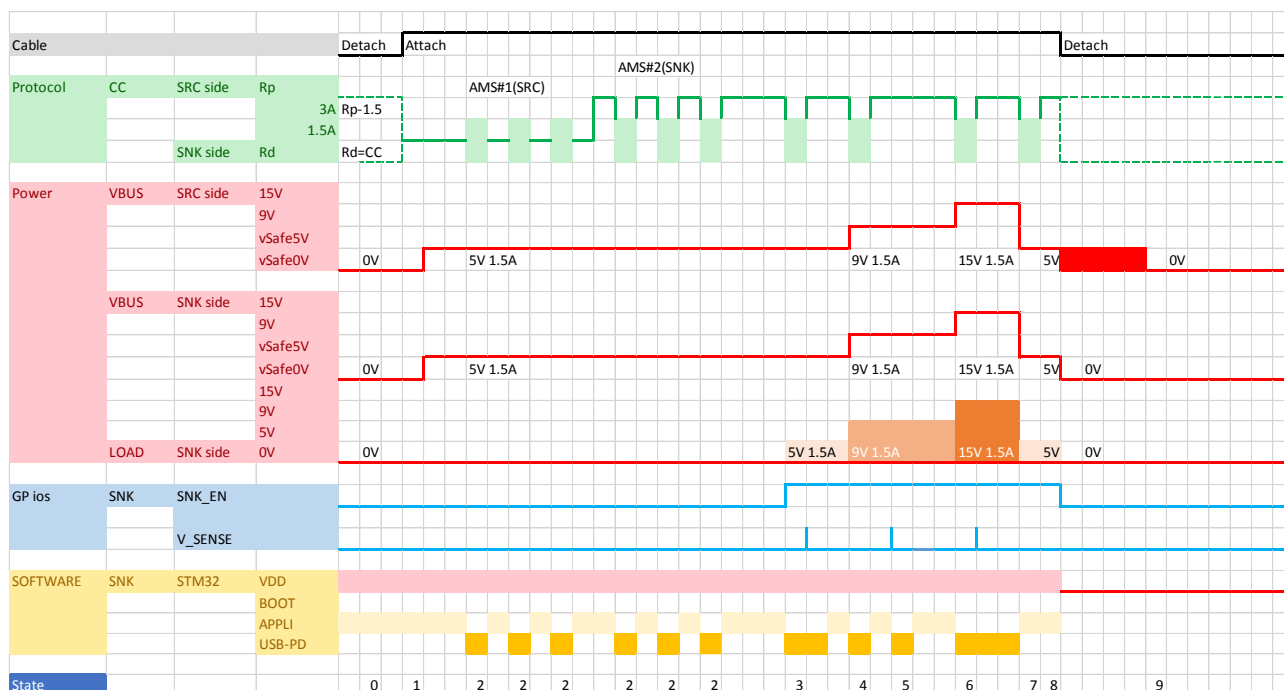 Cable Detach Attach Detach
AMS#2(SNK)
Protocol CC SRC side Rp AMS#1(SRC)
3A Rp-1.5
1.5A
SNK side Rd Rd=CC
Power VBUS SRC side 15V
9V
vSafe5V
vSafe0V 0V 5V 1.5A 9V 1.5A 15V 1.5A 5V 0V
VBUS SNK side 15V
9V
vSafe5V
vSafe0V 0V 5V 1.5A 9V 1.5A 15V 1.5A 5V 0V
15V
9V
5V
LOAD SNK side 0V 0V 5V 1.5A 9V 1.5A 15V 1.5A 5V 0V
GP ios SNK SNK_EN
V_SENSE
SOFTWARE SNK STM32 VDD
BOOT
APPLI
USB-PD
State 0 1 2 2 2 2 2 2 3 4 5 6 7 8 9